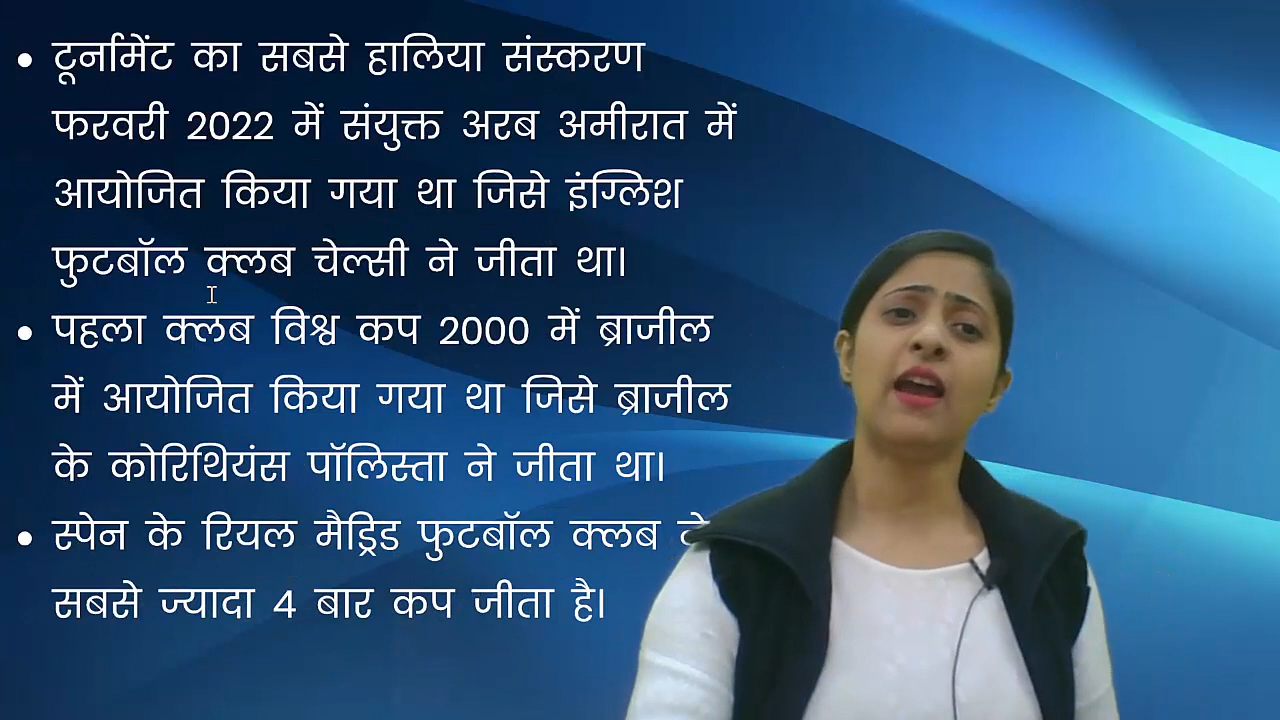 • टूर्नामेंट का सबसे हालिया संस्करण
फरवरी 2022 में संयुक्त अरब अमीरात में
आयोजित किया गया था जिसे इंग्लिश
फुटबॉल क्लब चेल्सी ने जीता था।
• पहला क्लब विश्व कप 2000 में ब्राजील
में आयोजित किया गया था जिसे ब्राजील
के कोरिथियंस पॉलिस्ता ने जीता था।
• स्पेन के रियल मैड्रिड फुटबॉल क्लब
सबसे ज्यादा 4 बार कप जीता है।